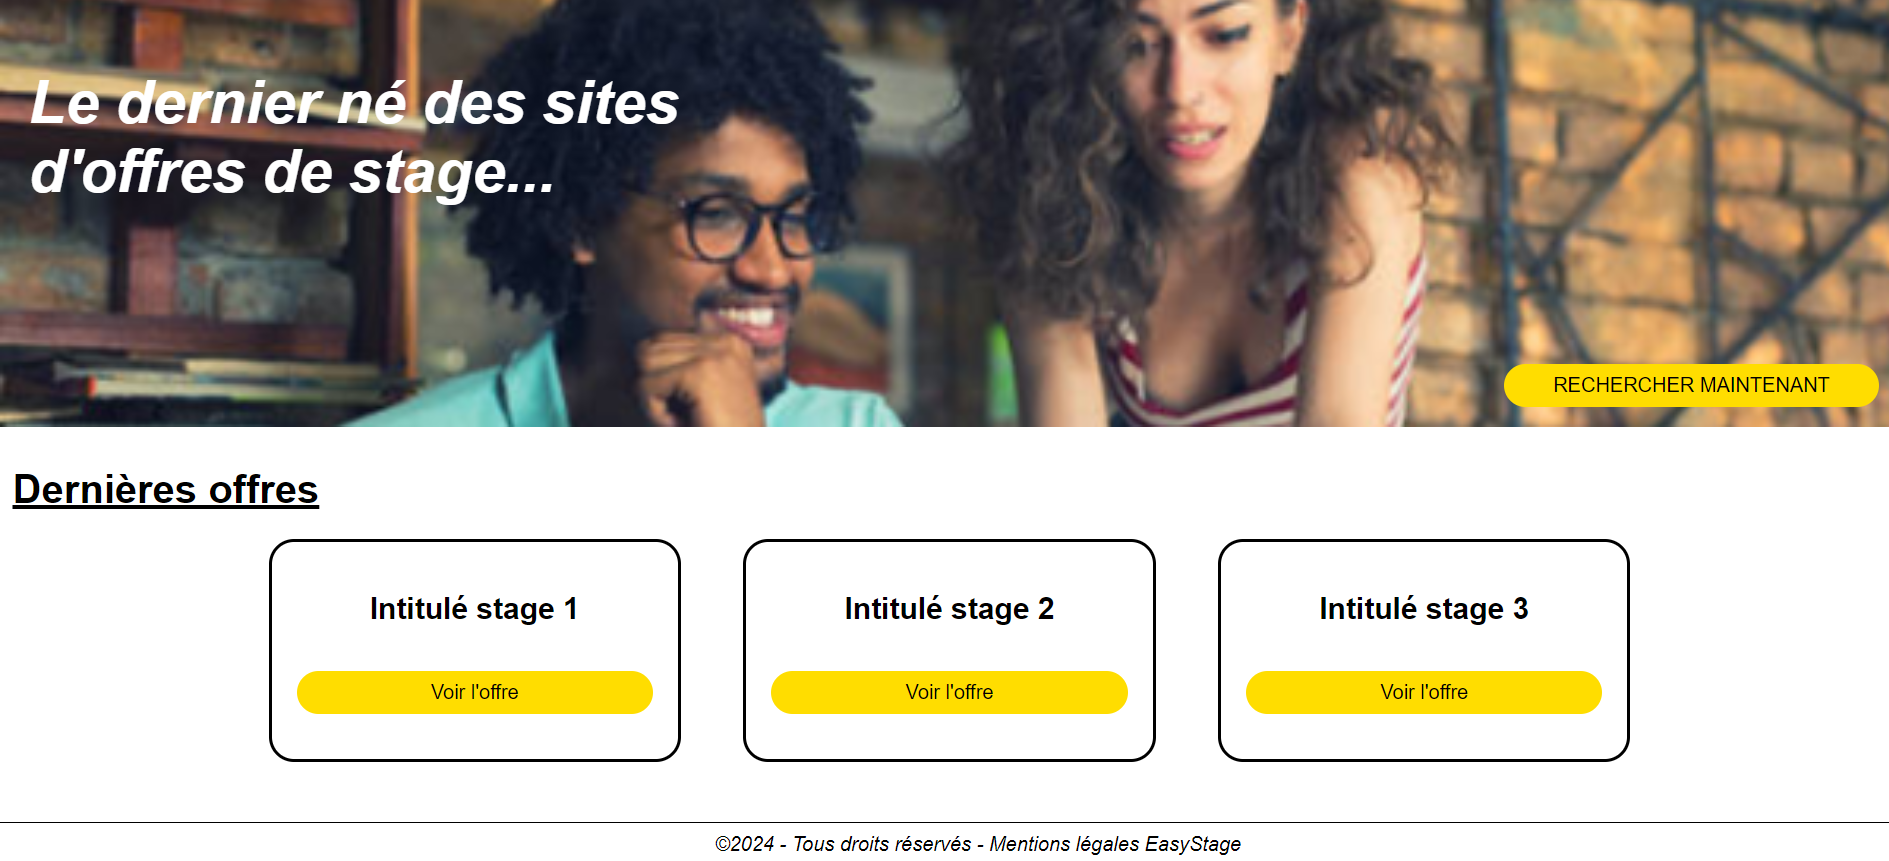 Le dernier né des sites
d'offres de stage...
RECHERCHER MAINTENANT
Dernières offres
Intitulé stage 1
Intitulé stage 2
Intitulé stage 3
Voir l'offre
Voir l'offre
Voir l'offre
©2024 - Tous droits réservés - Mentions légales EasyStage